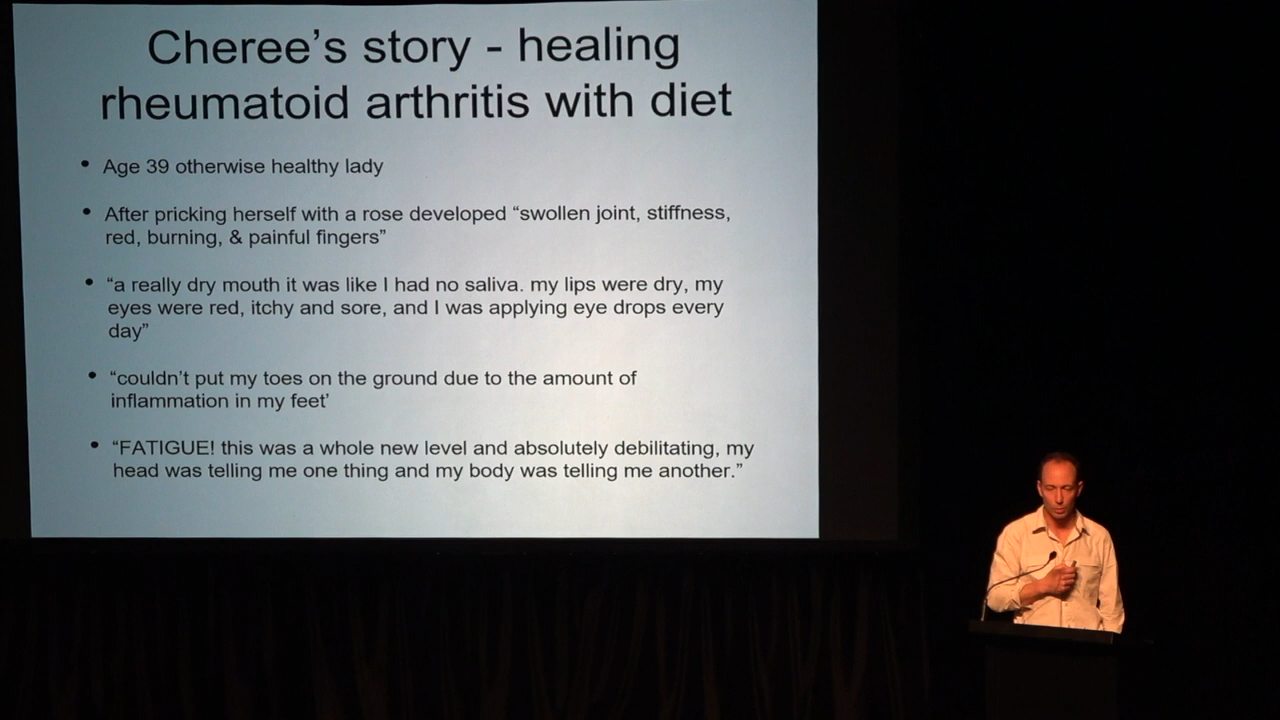 Cheree’s story - healing
rheumatoid arthritis with diet
• Age 39 otherwise healthy lady
• After pricking herself with a rose developed “swollen joint, stiffness,
red, burning, & painful fingers”
• “a really dry mouth it was like I had no saliva. my lips were dry, my
eyes were red, itchy and sore, and I was applying eye drops every
day”
• “couldn’t put my toes on the ground due to the amount of
inflammation in my feet’
• “FATIGUE! this was a whole new level and absolutely debilitating, my
head was telling me one thing and my body was telling me another.”